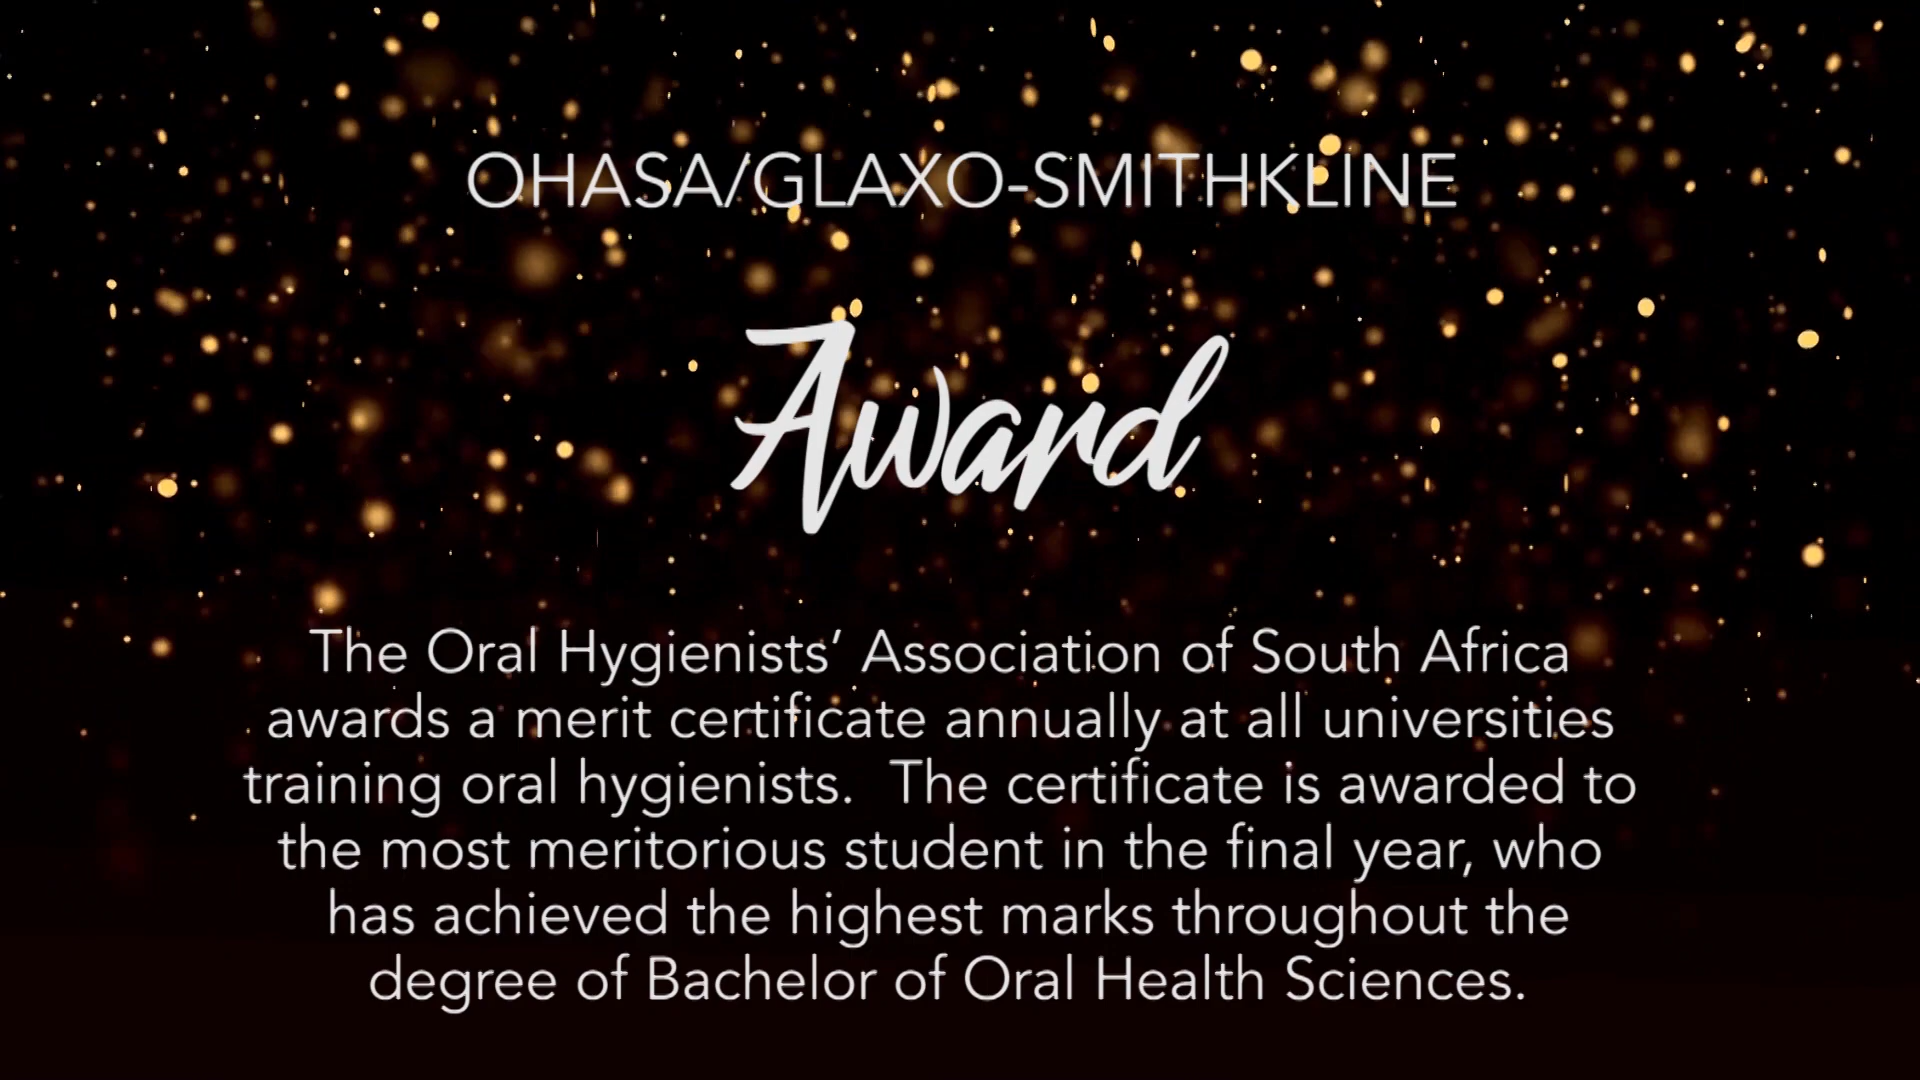 OHASA/GLAXO-SMITHKLINE
Award
The Oral Hygienists’ Association of South Africa
awards a merit certificate annually at all universities
training oral hygienists.  The certificate is awarded to
the most meritorious student in the final year, who
has achieved the highest marks throughout the
degree of Bachelor of Oral Health Sciences.